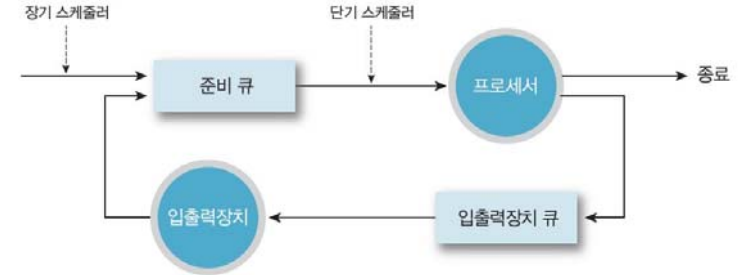 장기 스케줄러
단기 스케줄러
준비 큐
프로세서
종료
입출력장치
입출력장치 큐